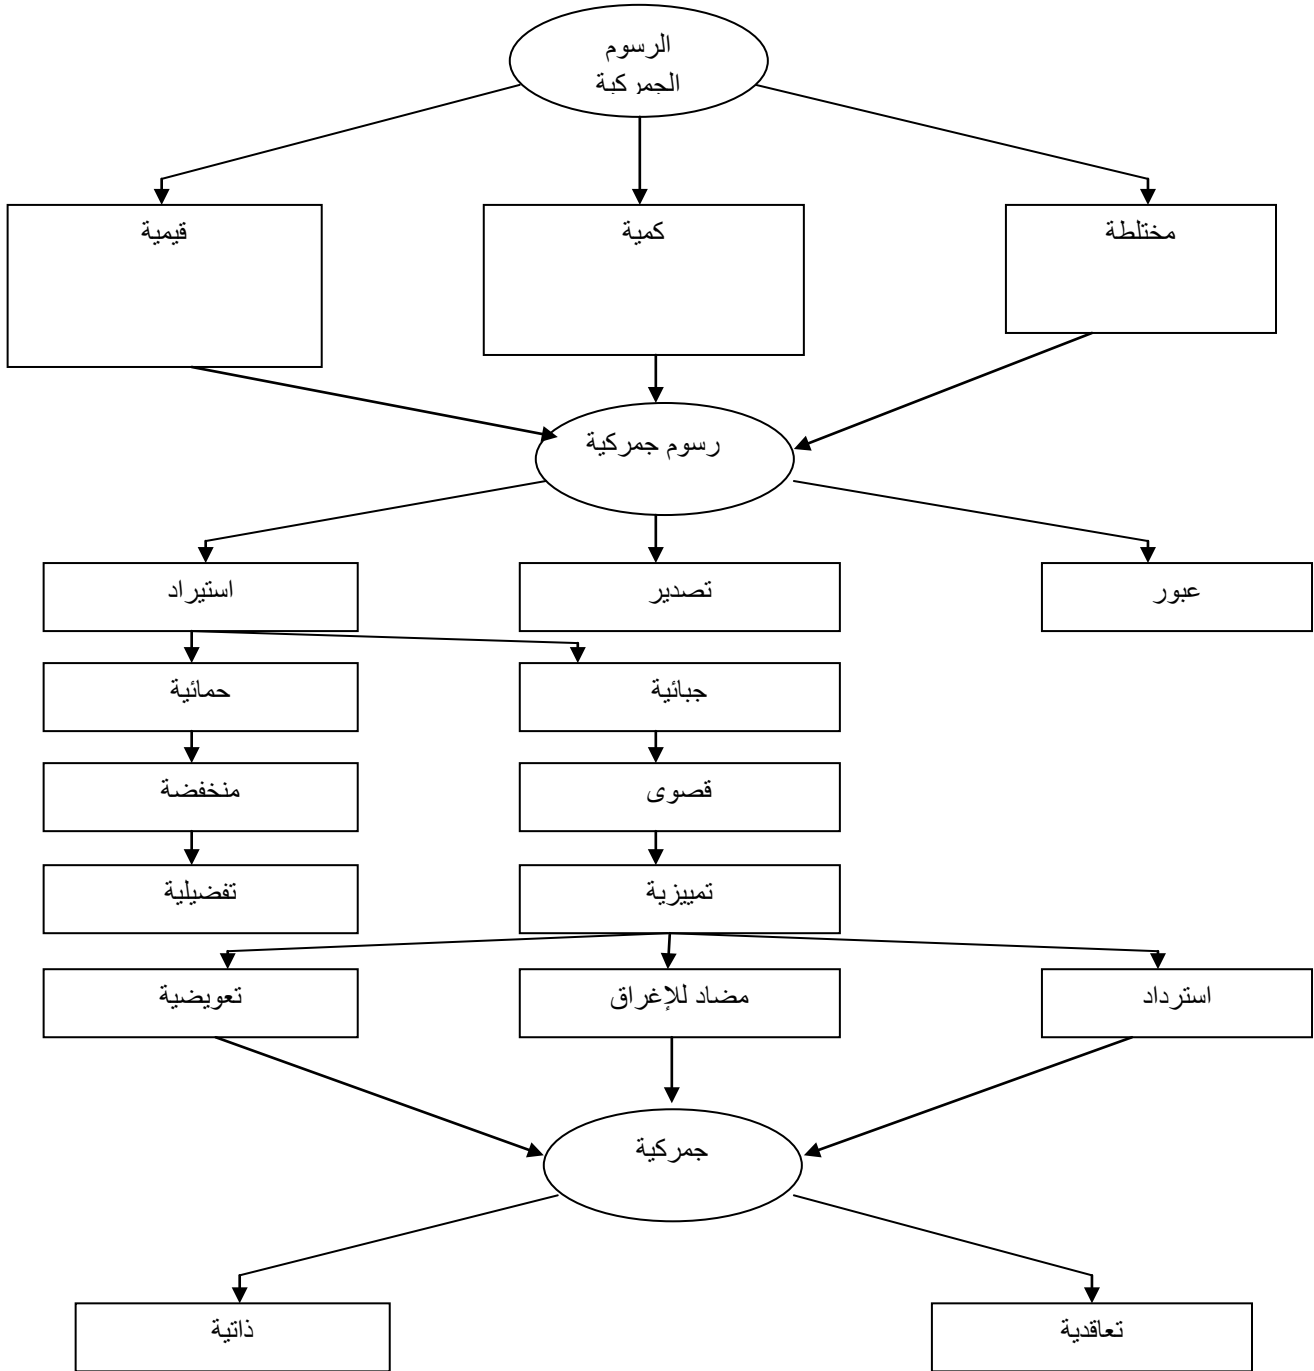 الرسوم
الجمركية
مختلطة
كمية
قيمية
رسوم جمركية
عبور
تصدير
استيراد
جبائية
حمائية
قصوى
منخفضة
تمييزية
تفضيلية
استرداد
مضاد للإغراق
تعويضية
جمركية
تعاقدية
ذاتية